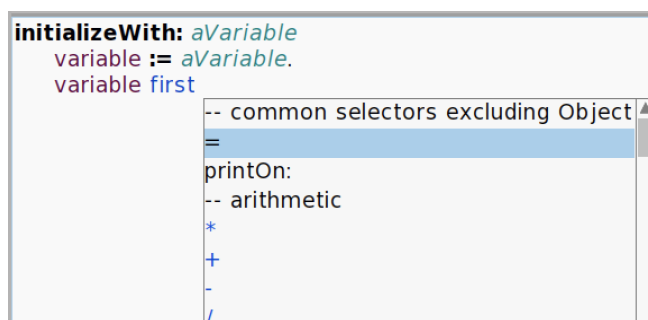 initializeWith: aVariable
variable := aVariable.
variable first
-- common selectors excluding Object
=
printOn:
-- arithmetic
*
+
-
/